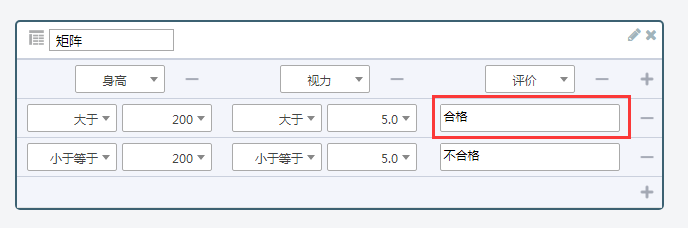 矩阵
身高 视力 评价
大于 200 大于 5.0 合格
小于等于 200 小于等于 5.0 不合格